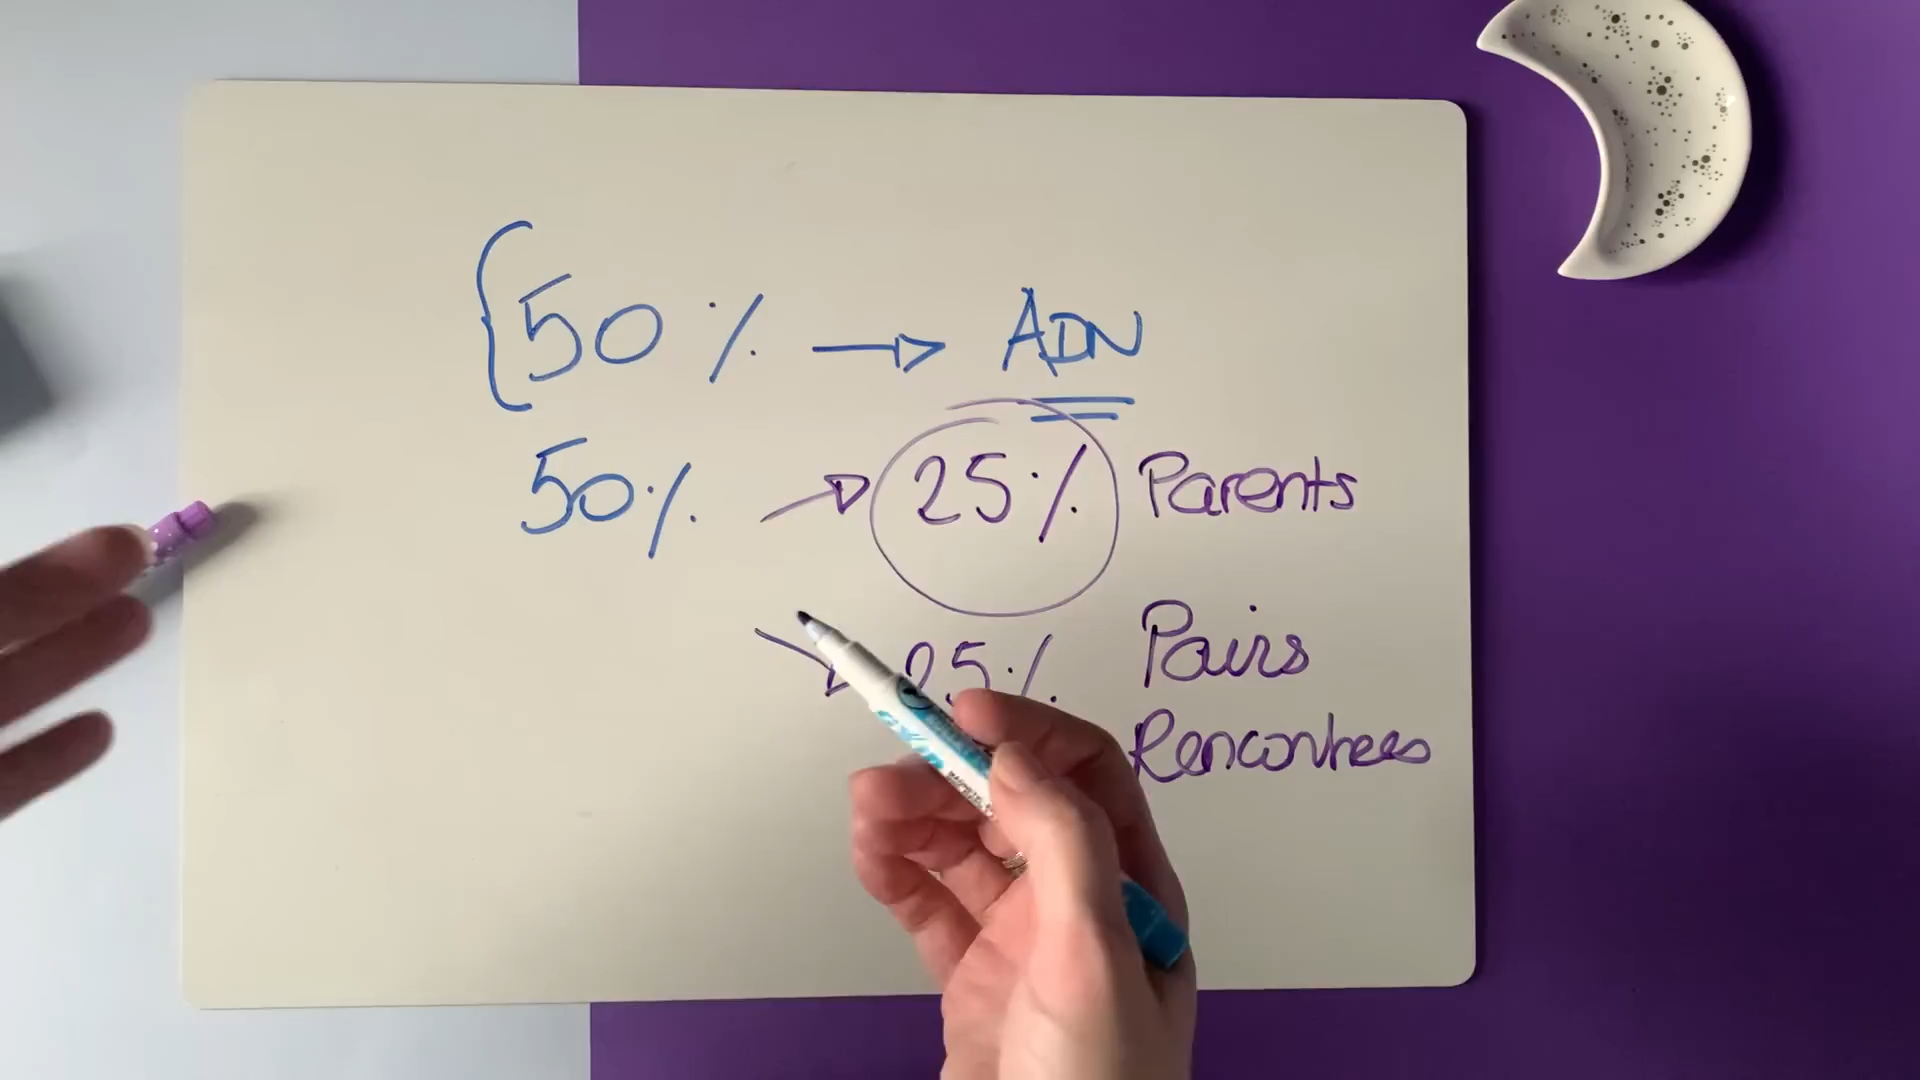 50 % → ADN
50% → 25% Parents
25% Pairs
Rencontres